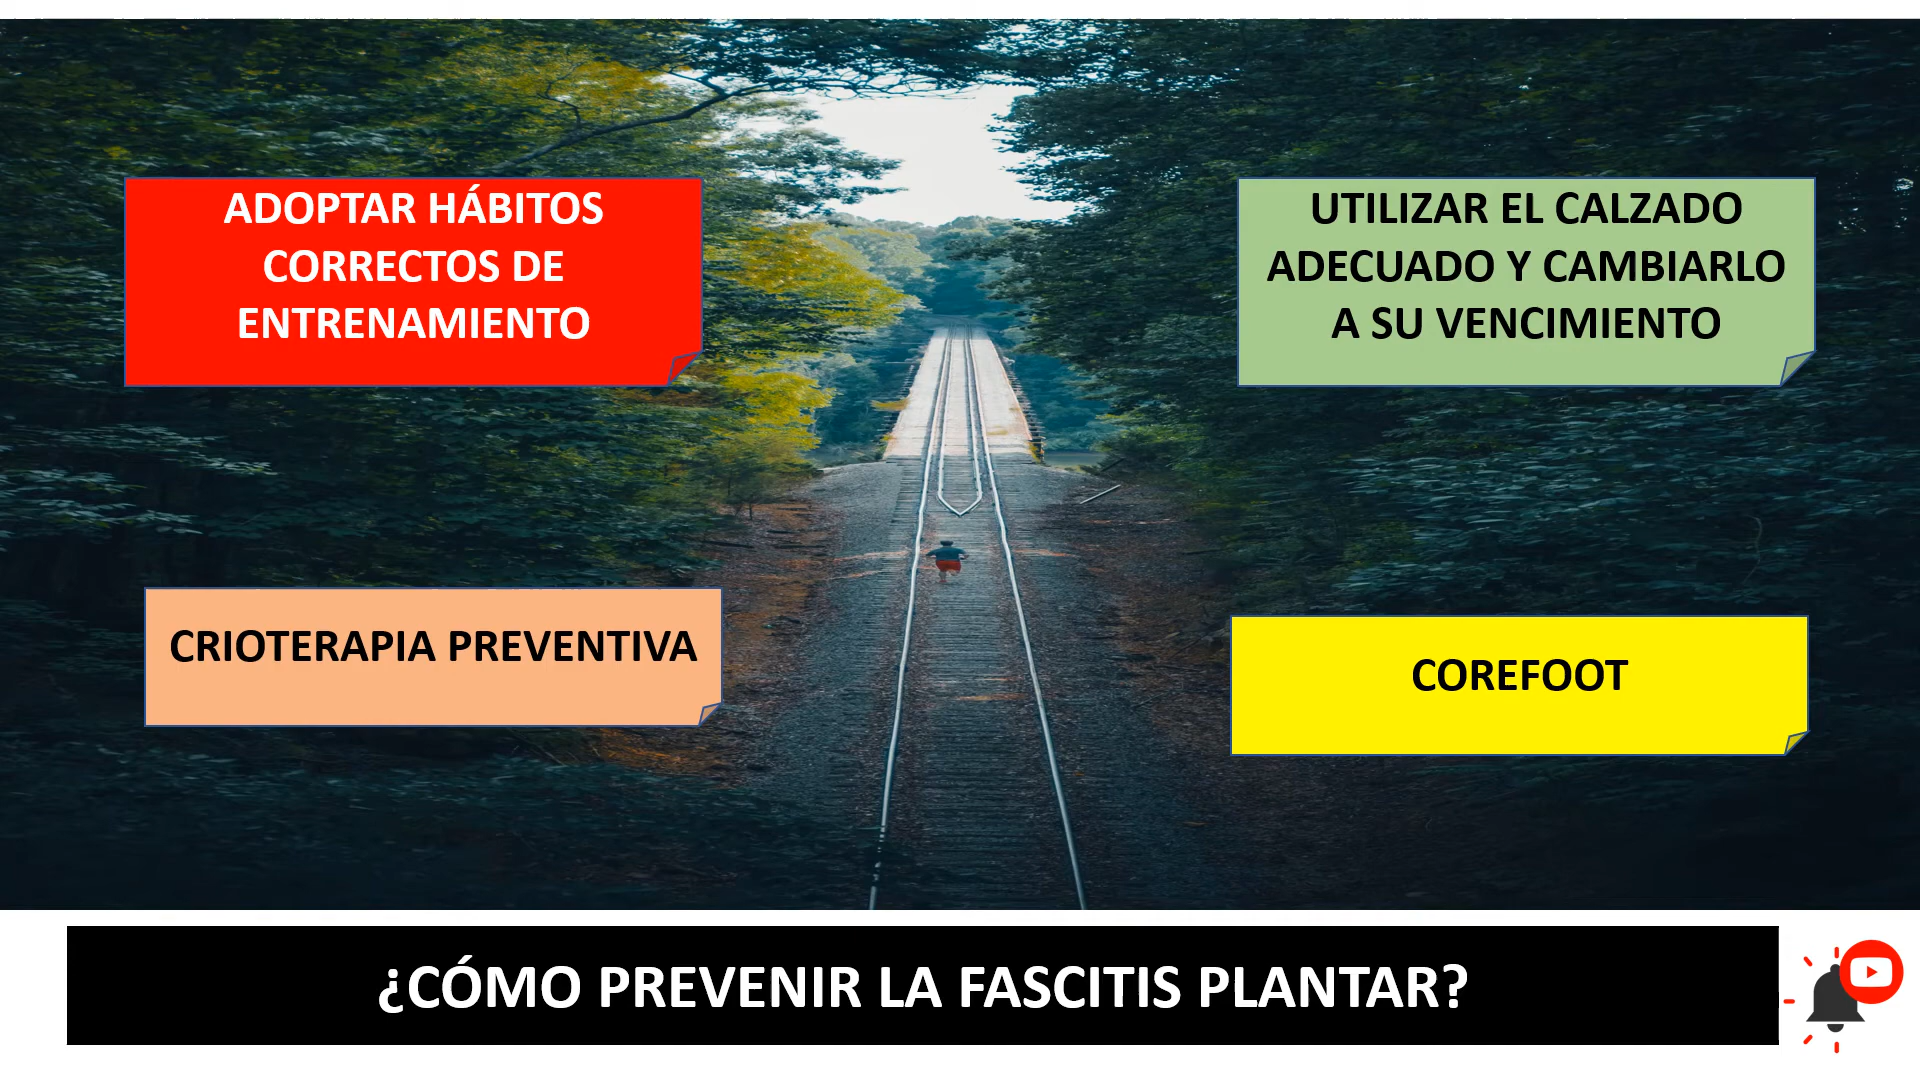 ADOPTAR HÁBITOS
CORRECTOS DE
ENTRENAMIENTO
UTILIZAR EL CALZADO
ADECUADO Y CAMBIARLO
A SU VENCIMIENTO
CRIOTERAPIA PREVENTIVA
COREFOOT
¿CÓMO PREVENIR LA FASCITIS PLANTAR?